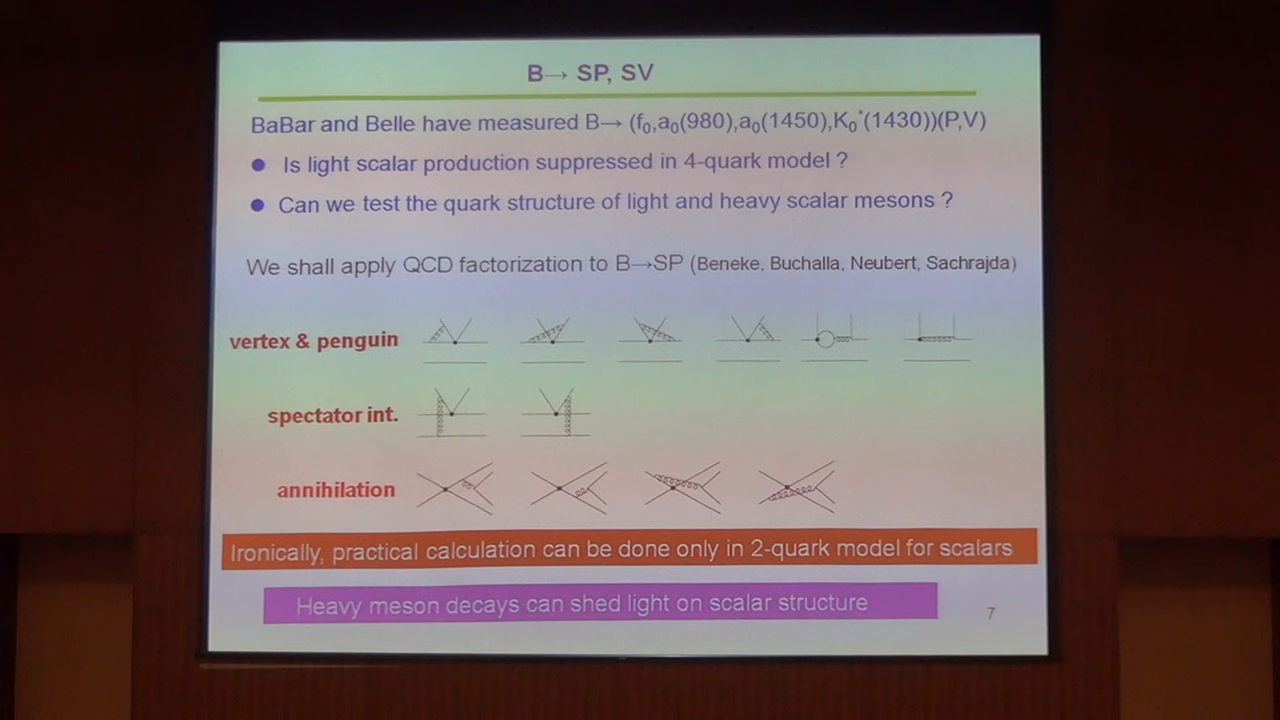 B→ SP, SV
BaBar and Belle have measured B→ (f₀,a₀(980),a₀(1450),K₀*(1430))(P,V)
● Is light scalar production suppressed in 4-quark model ?
● Can we test the quark structure of light and heavy scalar mesons ?
We shall apply QCD factorization to B→SP (Beneke, Buchalla, Neubert, Sachrajda)
vertex & penguin
spectator int.
annihilation
Ironically, practical calculation can be done only in 2-quark model for scalars
Heavy meson decays can shed light on scalar structure
7